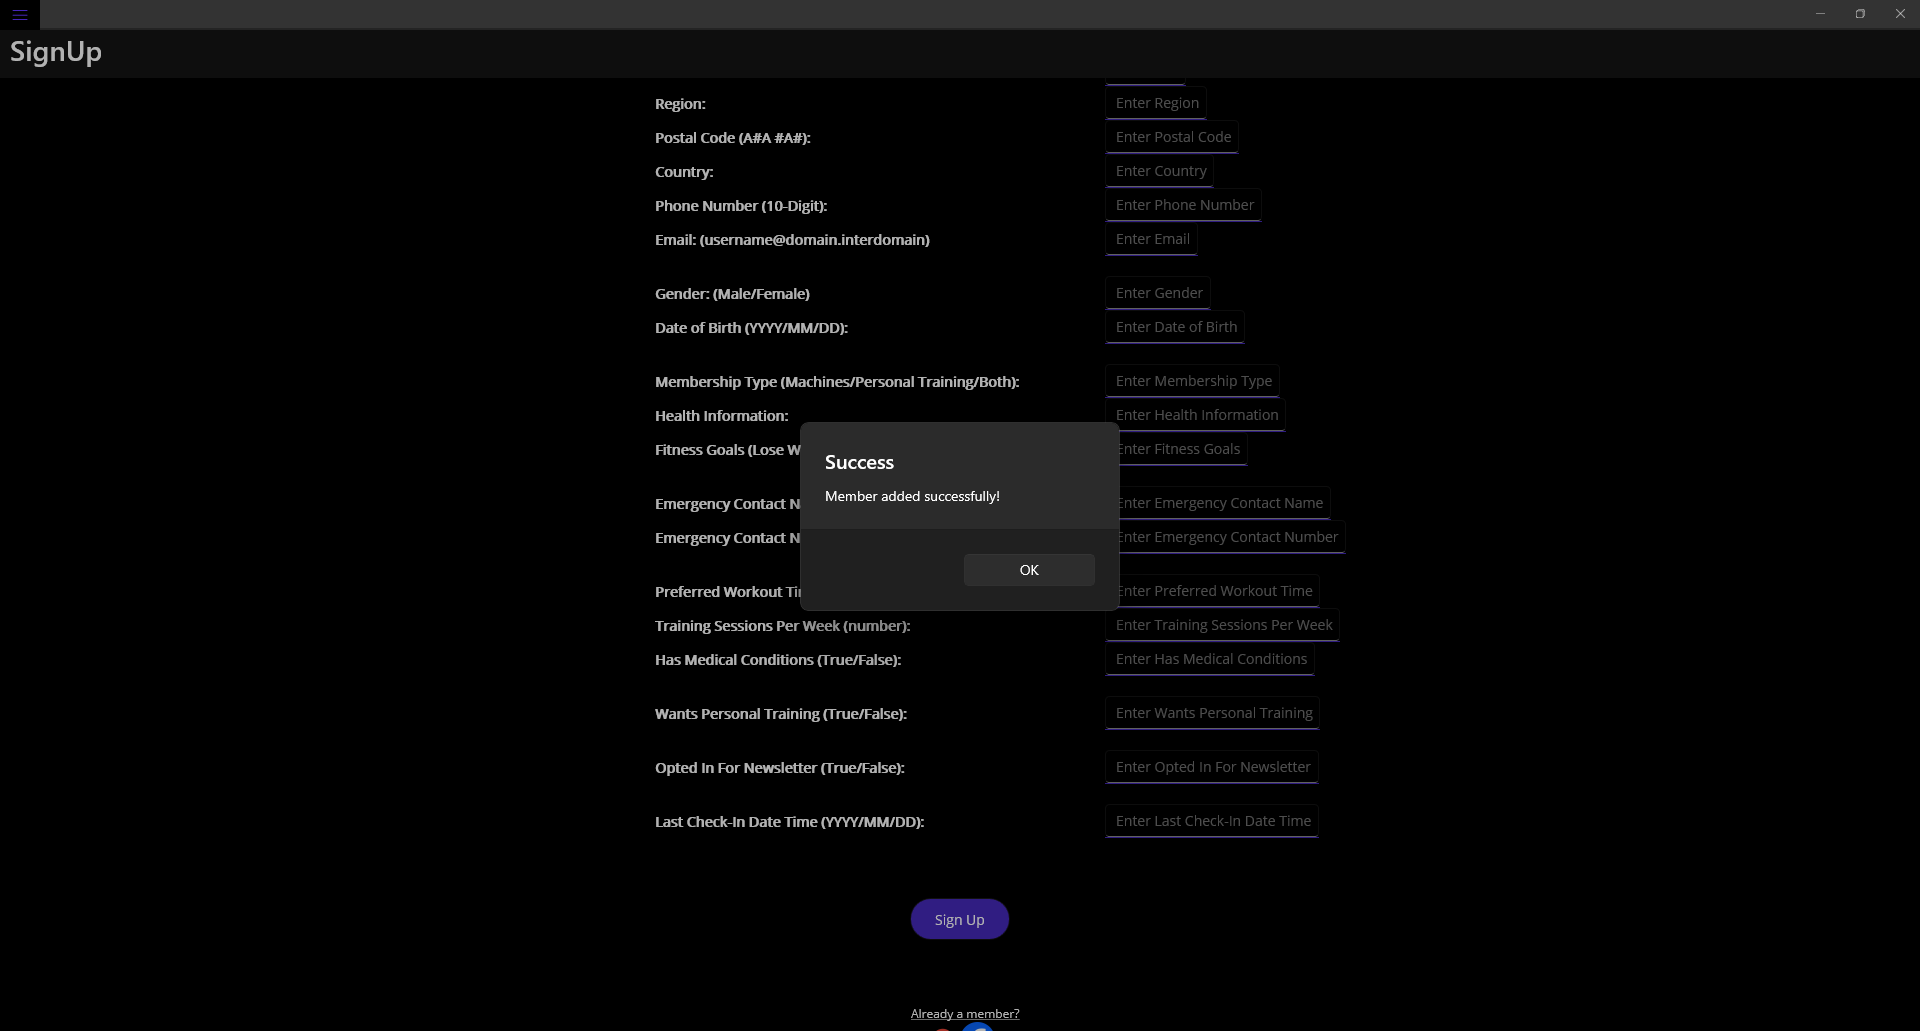 SignUp
Region:
Enter Region
Postal Code (A#A #A#):
Enter Postal Code
Country:
Enter Country
Phone Number (10-Digit):
Enter Phone Number
Email: (username@domain.interdomain)
Enter Email
Gender: (Male/Female)
Enter Gender
Date of Birth (YYYY/MM/DD):
Enter Date of Birth
Membership Type (Machines/Personal Training/Both):
Enter Membership Type
Health Information:
Enter Health Information
Fitness Goals (Lose W
Enter Fitness Goals
Success
Member added successfully!
OK
Emergency Contact N
Enter Emergency Contact Name
Emergency Contact N
Enter Emergency Contact Number
Preferred Workout Ti
Enter Preferred Workout Time
Training Sessions Per Week (number):
Enter Training Sessions Per Week
Has Medical Conditions (True/False):
Enter Has Medical Conditions
Wants Personal Training (True/False):
Enter Wants Personal Training
Opted In For Newsletter (True/False):
Enter Opted In For Newsletter
Last Check-In Date Time (YYYY/MM/DD):
Enter Last Check-In Date Time
Sign Up
Already a member?